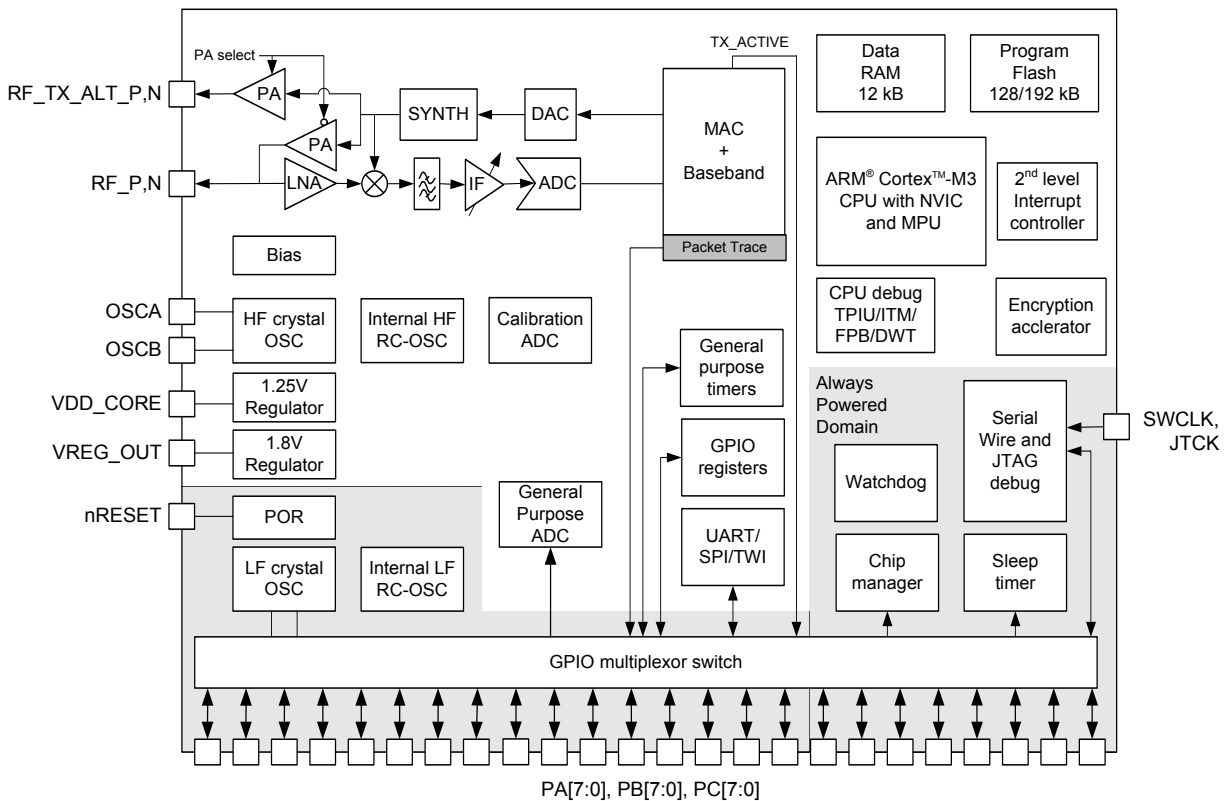 PA select
TX_ACTIVE
RF_TX_ALT_P,N
PA
SYNTH
DAC
MAC
+
Baseband
Data
RAM
12 kB
Program
Flash
128/192 kB
PA
RF_P,N
LNA
IF
ADC
ARM® Cortex™-M3
CPU with NVIC
and MPU
2nd level
Interrupt
controller
Packet Trace
Bias
OSCA
OSCB
HF crystal
OSC
Internal HF
RC-OSC
Calibration
ADC
CPU debug
TPIU/ITM/
FPB/DWT
Encryption
acclerator
General
purpose
timers
VDD_CORE
1.25V
Regulator
Always
Powered
Domain
Serial
Wire and
JTAG
debug
SWCLK,
JTCK
VREG_OUT
1.8V
Regulator
GPIO
registers
Watchdog
nRESET
POR
General
Purpose
ADC
UART/
SPI/TWI
LF crystal
OSC
Internal LF
RC-OSC
Chip
manager
Sleep
timer
GPIO multiplexor switch
PA[7:0], PB[7:0], PC[7:0]